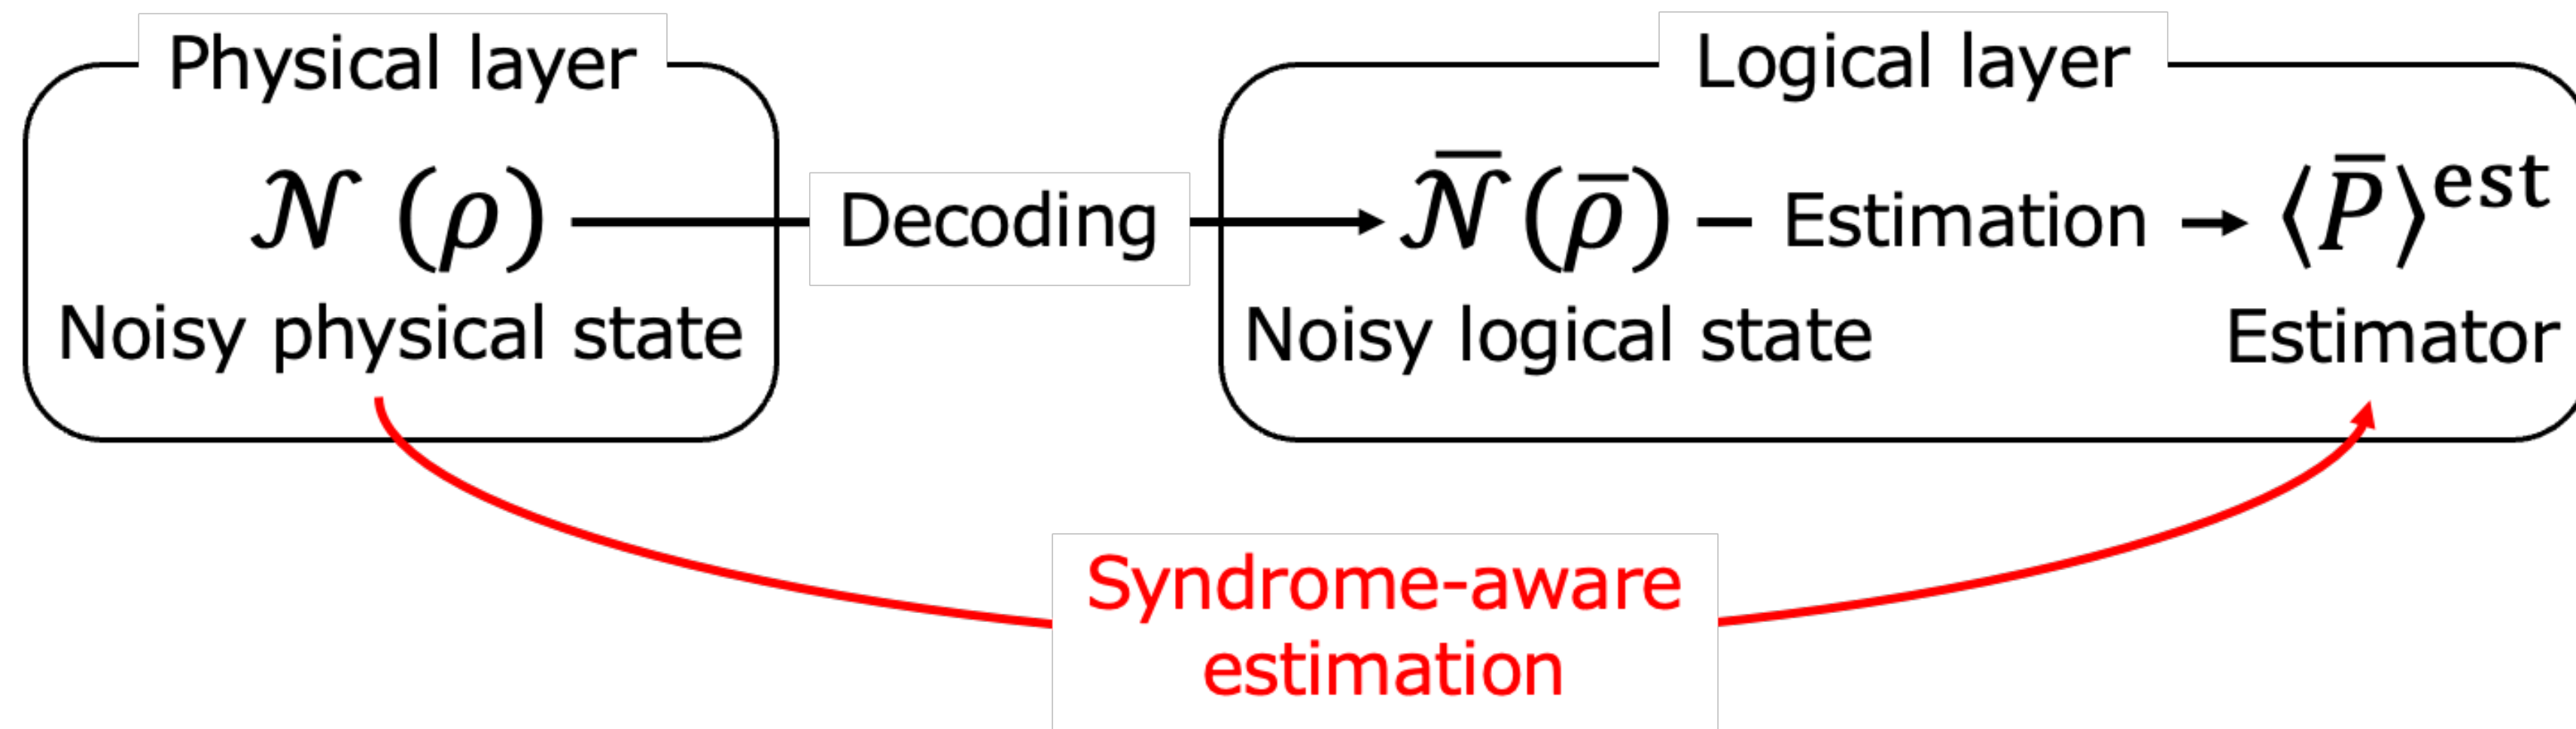 Physical layer
𝒩 (ρ)
Noisy physical state
Decoding
Logical layer
𝒩̅ (ρ̅)
Estimation
⟨P̅⟩ᵉˢᵗ
Noisy logical state
Estimator
Syndrome-aware
estimation